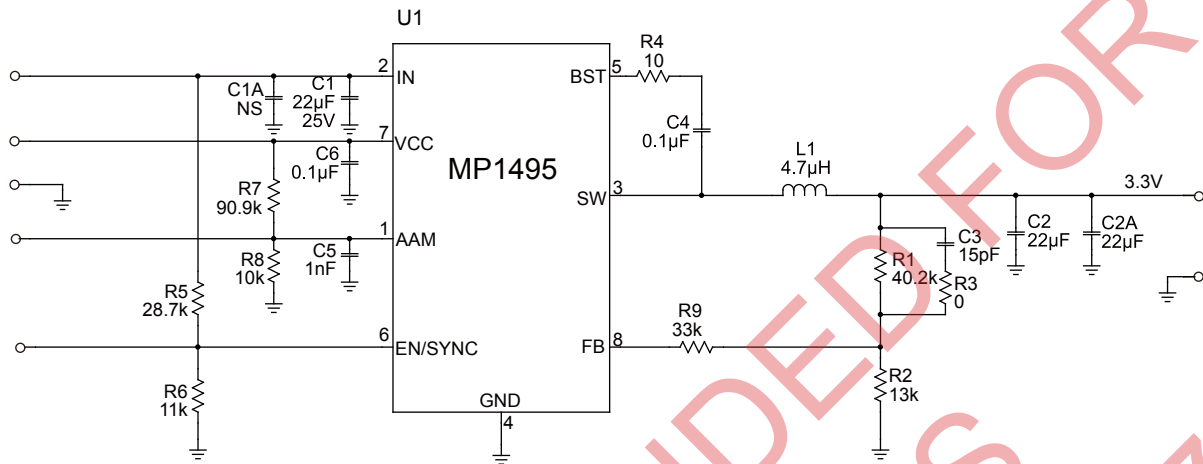 U1
2
IN
C1A
NS
C1
22µF
25V
7
VCC
C6
0.1µF
R7
90.9k
MP1495
1
AAM
R8
10k
C5
1nF
R5
28.7k
6
EN/SYNC
R6
11k
GND
4
BST
5
R4
10
C4
0.1µF
SW
3
L1
4.7µH
3.3V
C2
22µF
C2A
22µF
C3
15pF
R1
40.2k
R3
0
FB
8
R9
33k
R2
13k
NDED FOR